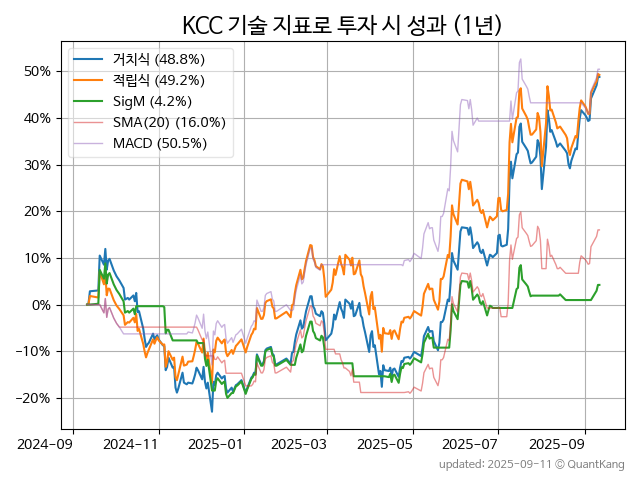 KCC 기술 지표로 투자 시 성과 (1년)
거치식 (48.8%)
적립식 (49.2%)
SigM (4.2%)
SMA(20) (16.0%)
MACD (50.5%)
50%
40%
30%
20%
10%
0%
−10%
−20%
2024-09
2024-11
2025-01
2025-03
2025-05
2025-07
2025-09
updated: 2025-09-11 © QuantKang